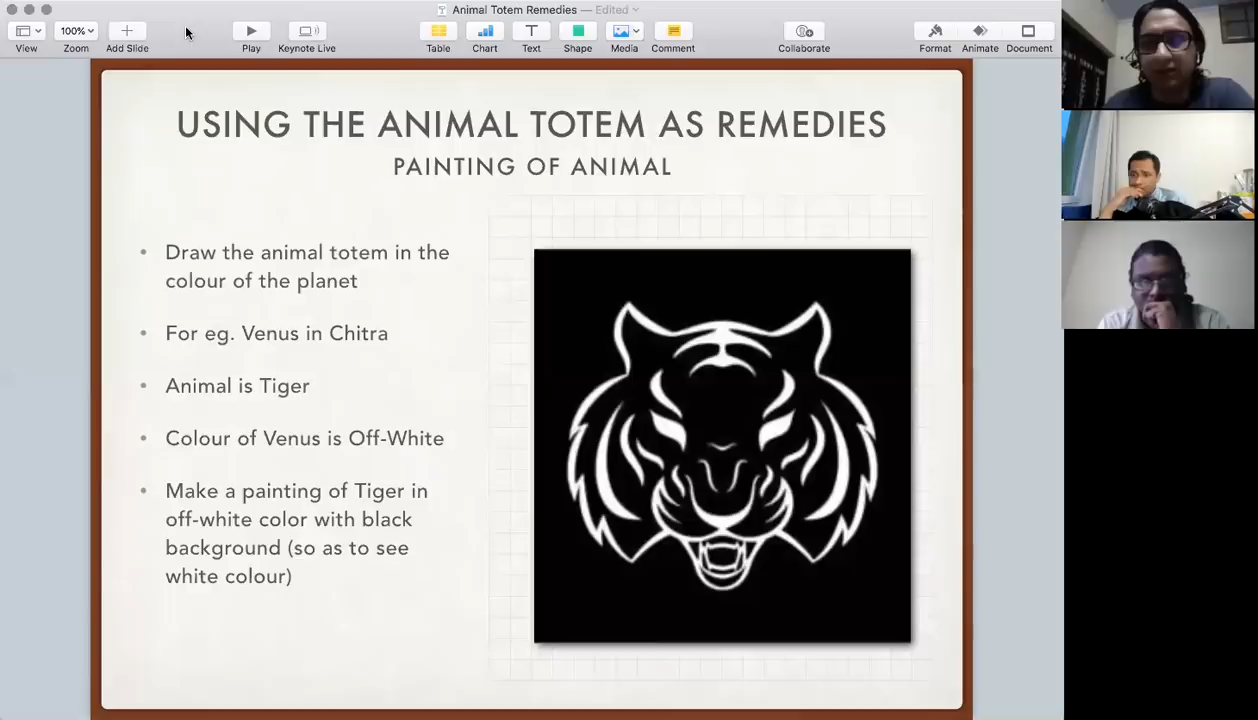 Animal Totem Remedies — Edited
100%
View
Zoom
Add Slide
Play
Keynote Live
Table
Chart
Text
Shape
Media
Comment
Collaborate
Format
Animate
Document
USING THE ANIMAL TOTEM AS REMEDIES
PAINTING OF ANIMAL
• Draw the animal totem in the
colour of the planet
• For eg. Venus in Chitra
• Animal is Tiger
• Colour of Venus is Off-White
• Make a painting of Tiger in
off-white color with black
background (so as to see
white colour)